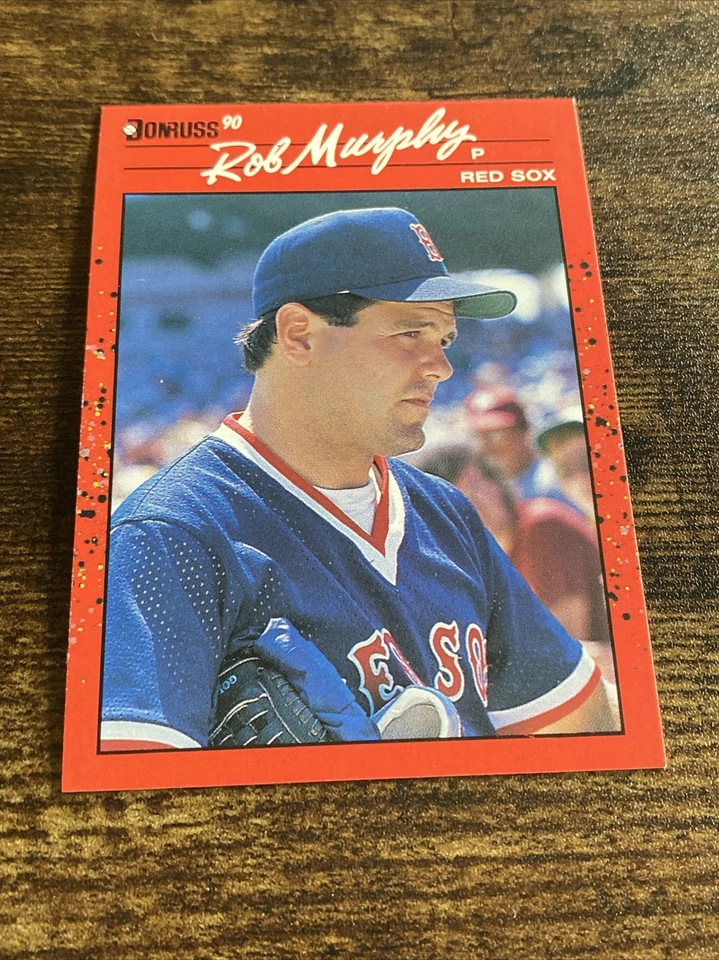 DONRUSS 90
Rob Murphy
P
RED SOX
B